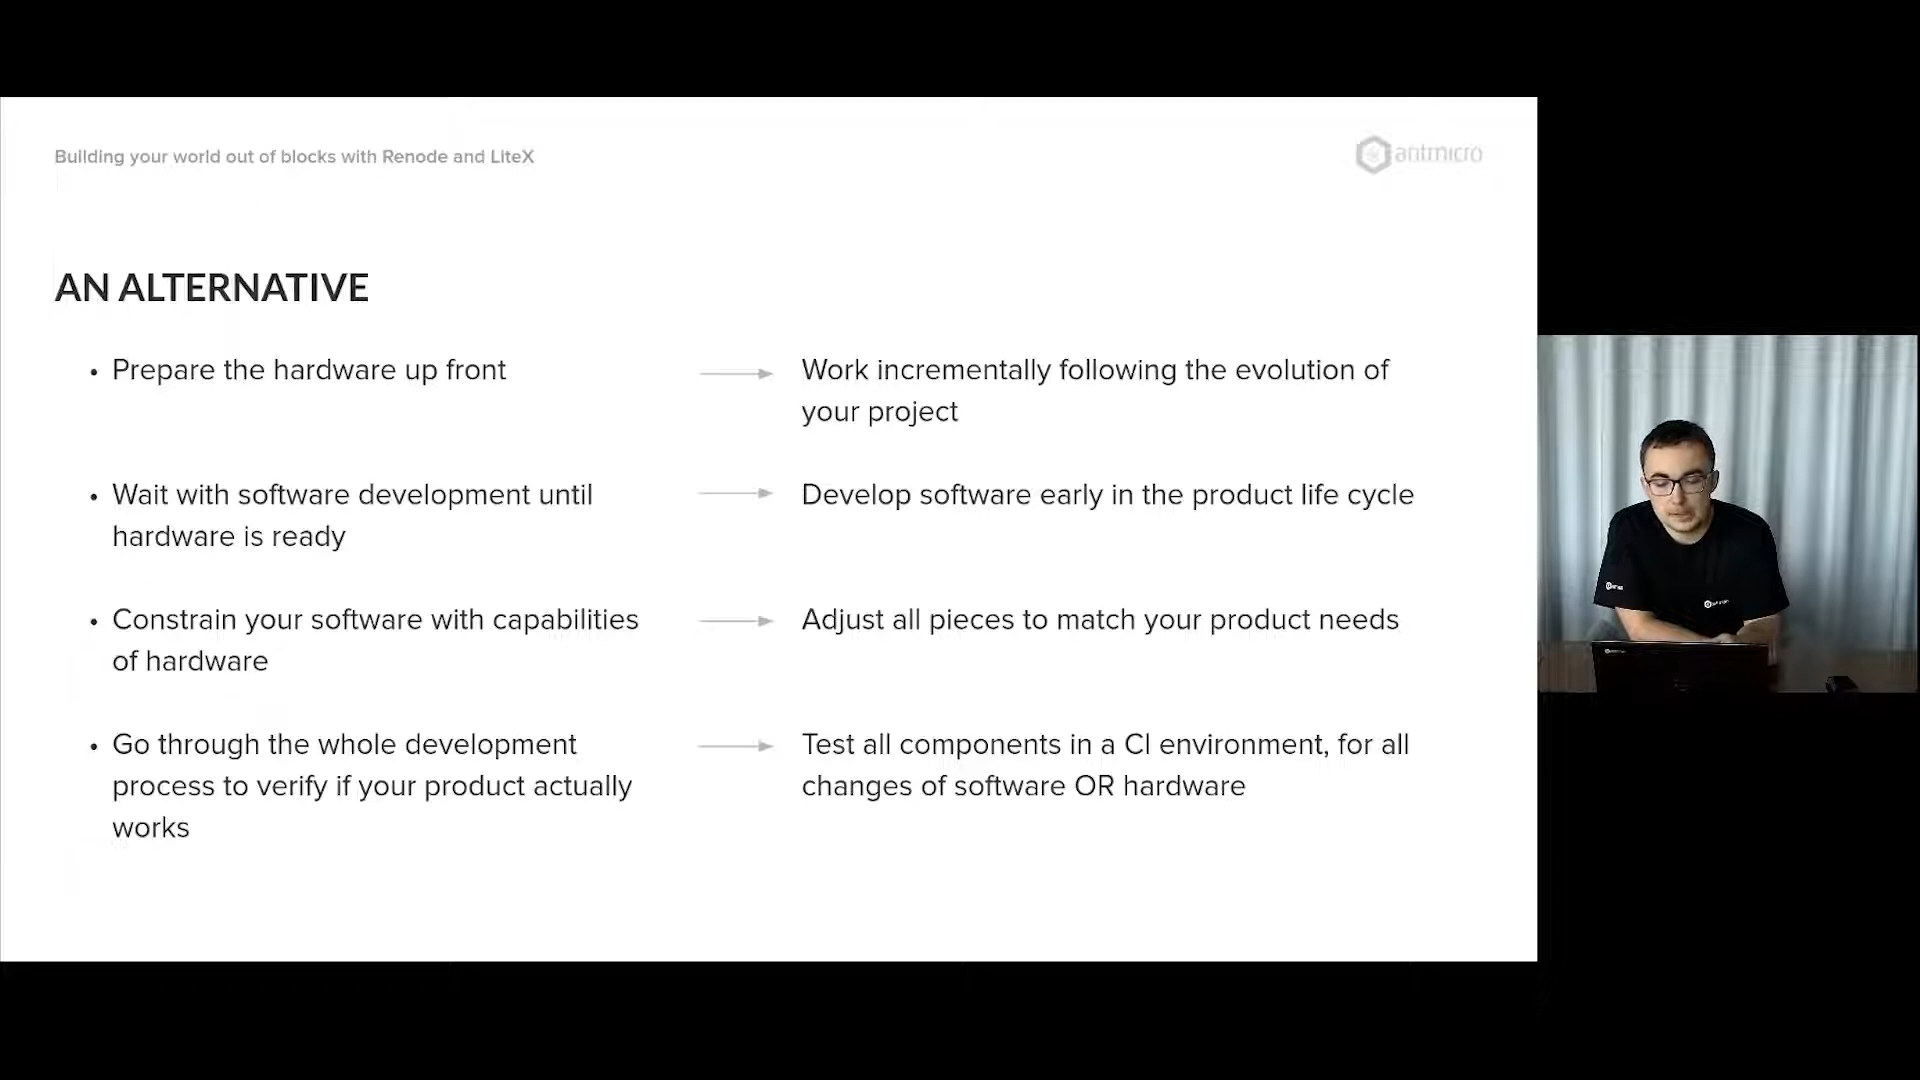 Building your world out of blocks with Renode and LiteX
antmicro
AN ALTERNATIVE
• Prepare the hardware up front
Work incrementally following the evolution of
your project
• Wait with software development until
hardware is ready
Develop software early in the product life cycle
• Constrain your software with capabilities
of hardware
Adjust all pieces to match your product needs
• Go through the whole development
process to verify if your product actually
works
Test all components in a CI environment, for all
changes of software OR hardware